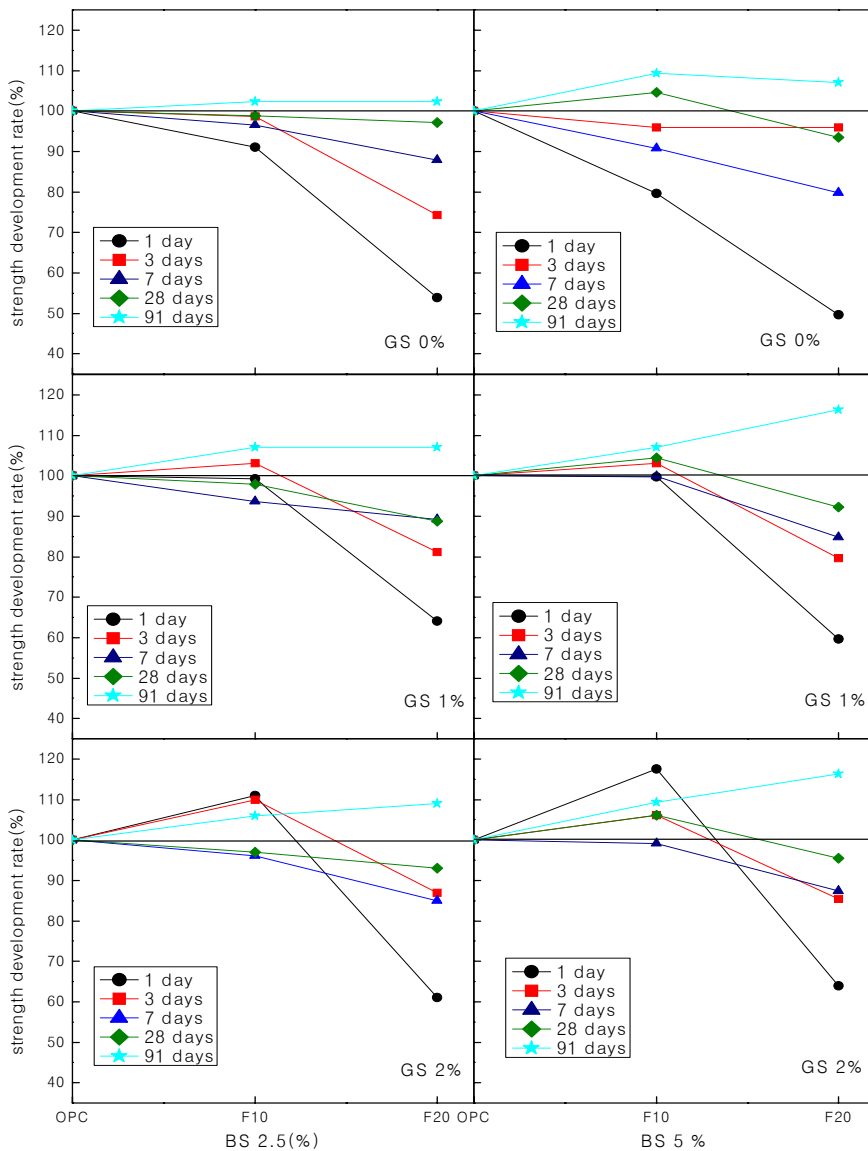 strength development rate(%)
120
110
100
90
80
70
60
50
40
1 day
3 days
7 days
28 days
91 days
GS 0%
1 day
3 days
7 days
28 days
91 days
GS 0%
strength development rate(%)
120
110
100
90
80
70
60
50
40
1 day
3 days
7 days
28 days
91 days
GS 1%
1 day
3 days
7 days
28 days
91 days
GS 1%
strength development rate(%)
120
110
100
90
80
70
60
50
40
1 day
3 days
7 days
28 days
91 days
GS 2%
1 day
3 days
7 days
28 days
91 days
GS 2%
OPC F10 F20 OPC F10 F20
BS 2.5(%) BS 5 %